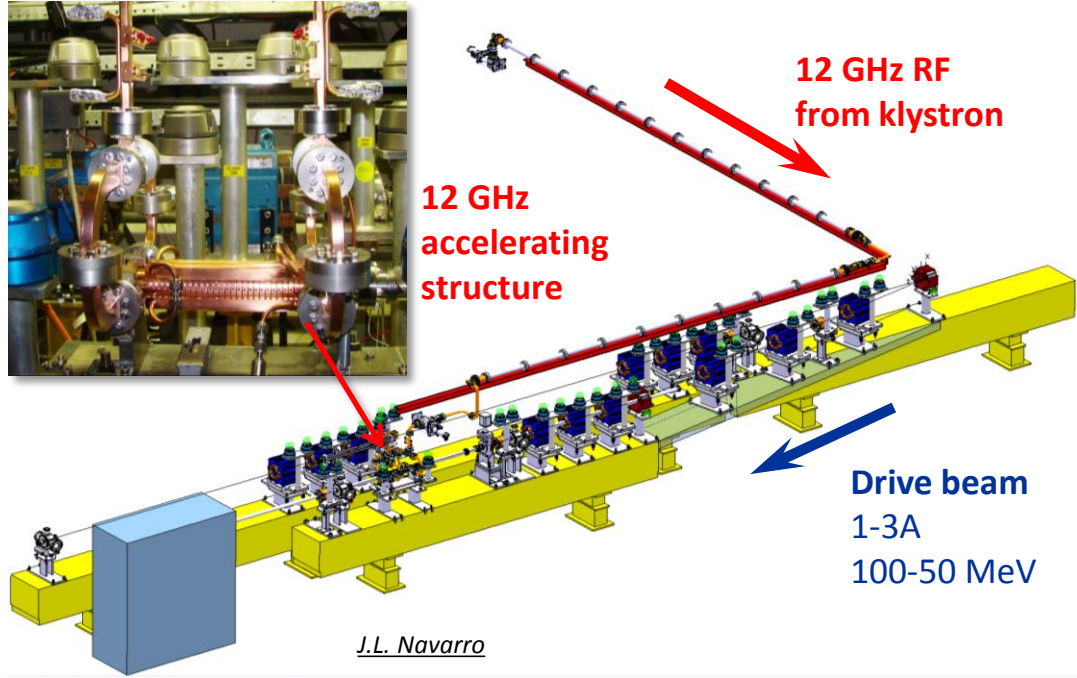 12 GHz RF
from klystron
12 GHz
accelerating
structure
Drive beam
1-3A
100-50 MeV
J.L. Navarro